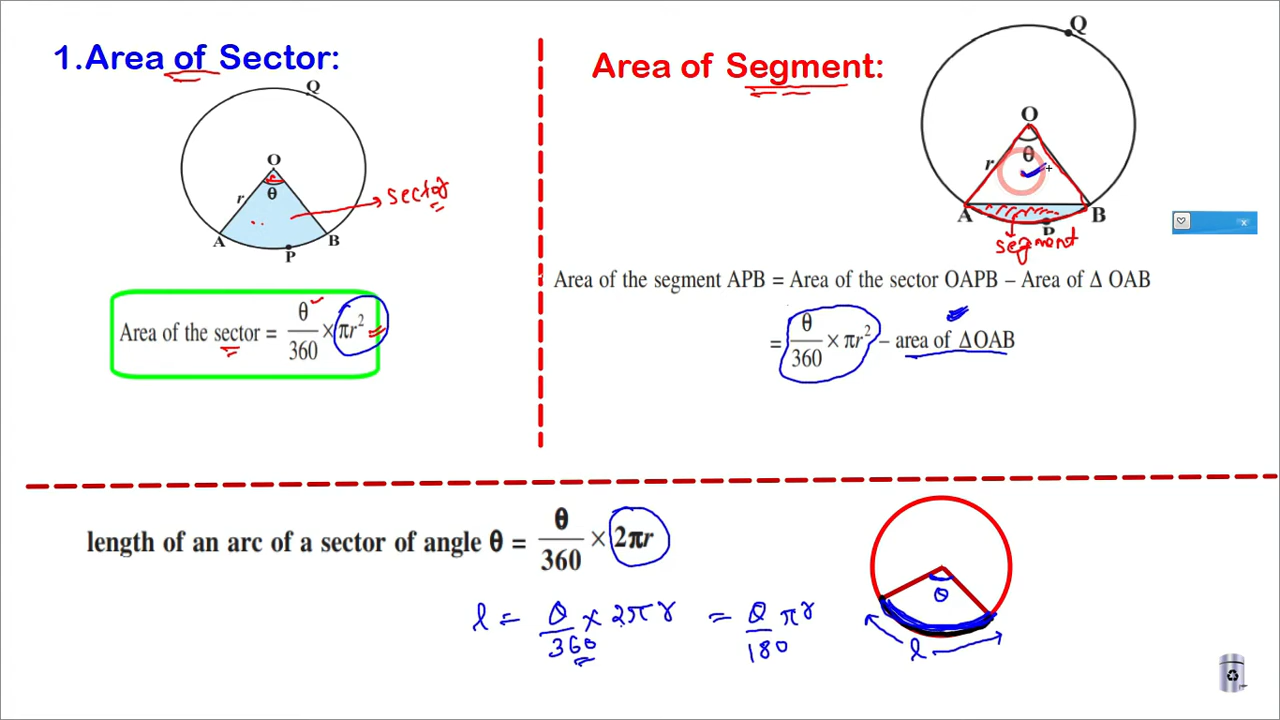 1.Area of Sector:
Q
O
θ
r
A
B
P
sector
Area of the sector = θ/360 × πr²
Area of Segment:
Q
O
θ
r
A
B
P
segment
Area of the segment APB = Area of the sector OAPB – Area of Δ OAB
= θ/360 × πr² – area of ΔOAB
length of an arc of a sector of angle θ = θ/360 × 2πr
l = θ/360 × 2πr = θ/180 πr
θ
l